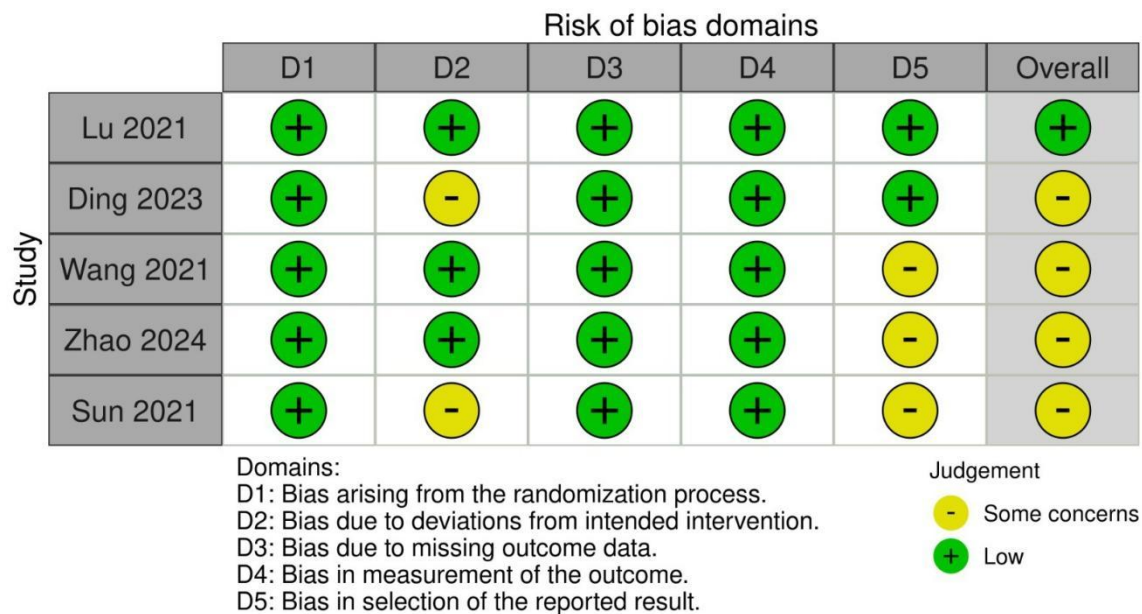 Risk of bias domains
D1 D2 D3 D4 D5 Overall
Study
Lu 2021 + + + + + +
Ding 2023 + - + + + -
Wang 2021 + + + + - -
Zhao 2024 + + + + - -
Sun 2021 + - + + - -
Domains:
D1: Bias arising from the randomization process.
D2: Bias due to deviations from intended intervention.
D3: Bias due to missing outcome data.
D4: Bias in measurement of the outcome.
D5: Bias in selection of the reported result.
Judgement
- Some concerns
+ Low